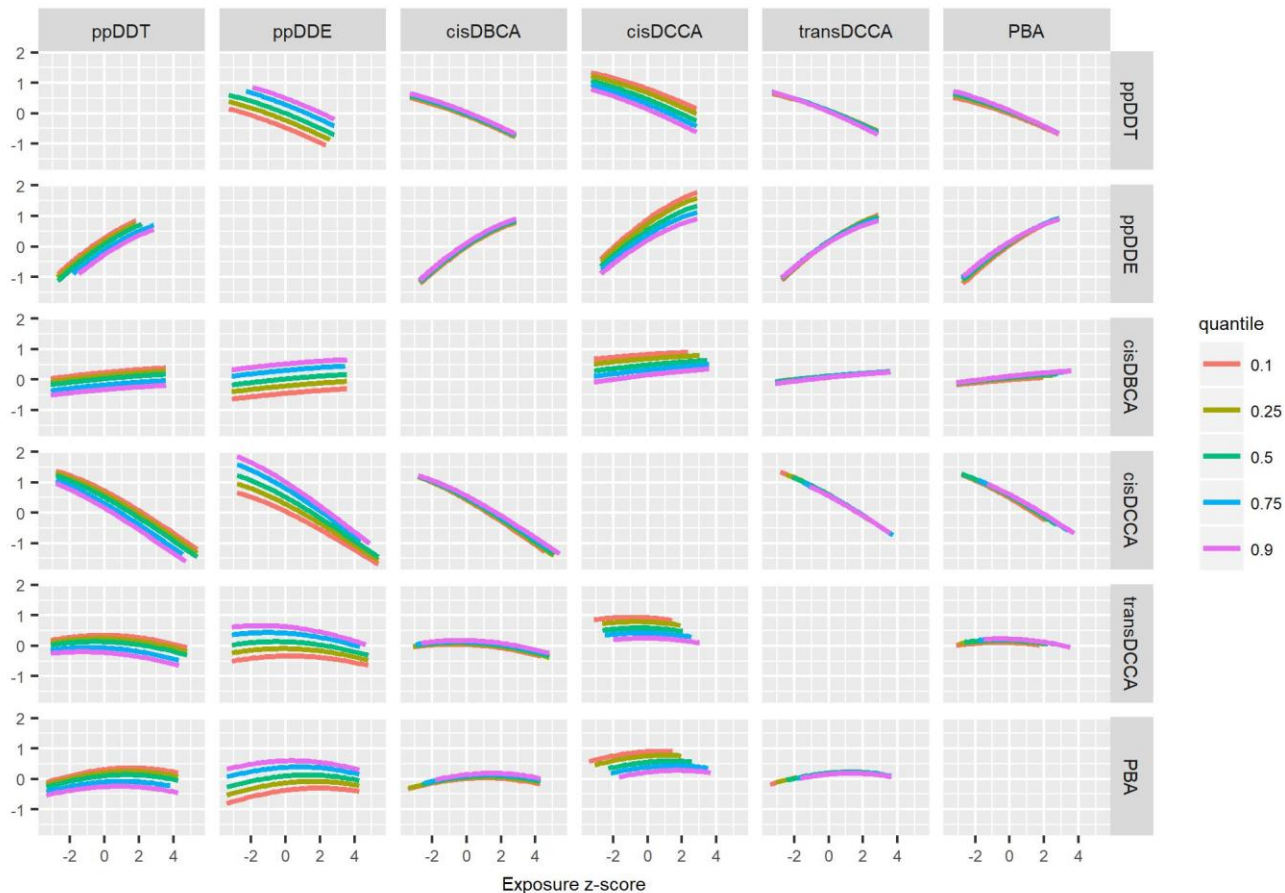 ppDDT ppDDE cisDBCA cisDCCA transDCCA PBA
2
1
0
-1
ppDDT
2
1
0
-1
ppDDE
2
1
0
-1
cisDBCA
2
1
0
-1
cisDCCA
2
1
0
-1
transDCCA
2
1
0
-1
PBA
-2 0 2 4 -2 0 2 4 -2 0 2 4 -2 0 2 4 -2 0 2 4 -2 0 2 4
Exposure z-score
quantile
0.1
0.25
0.5
0.75
0.9